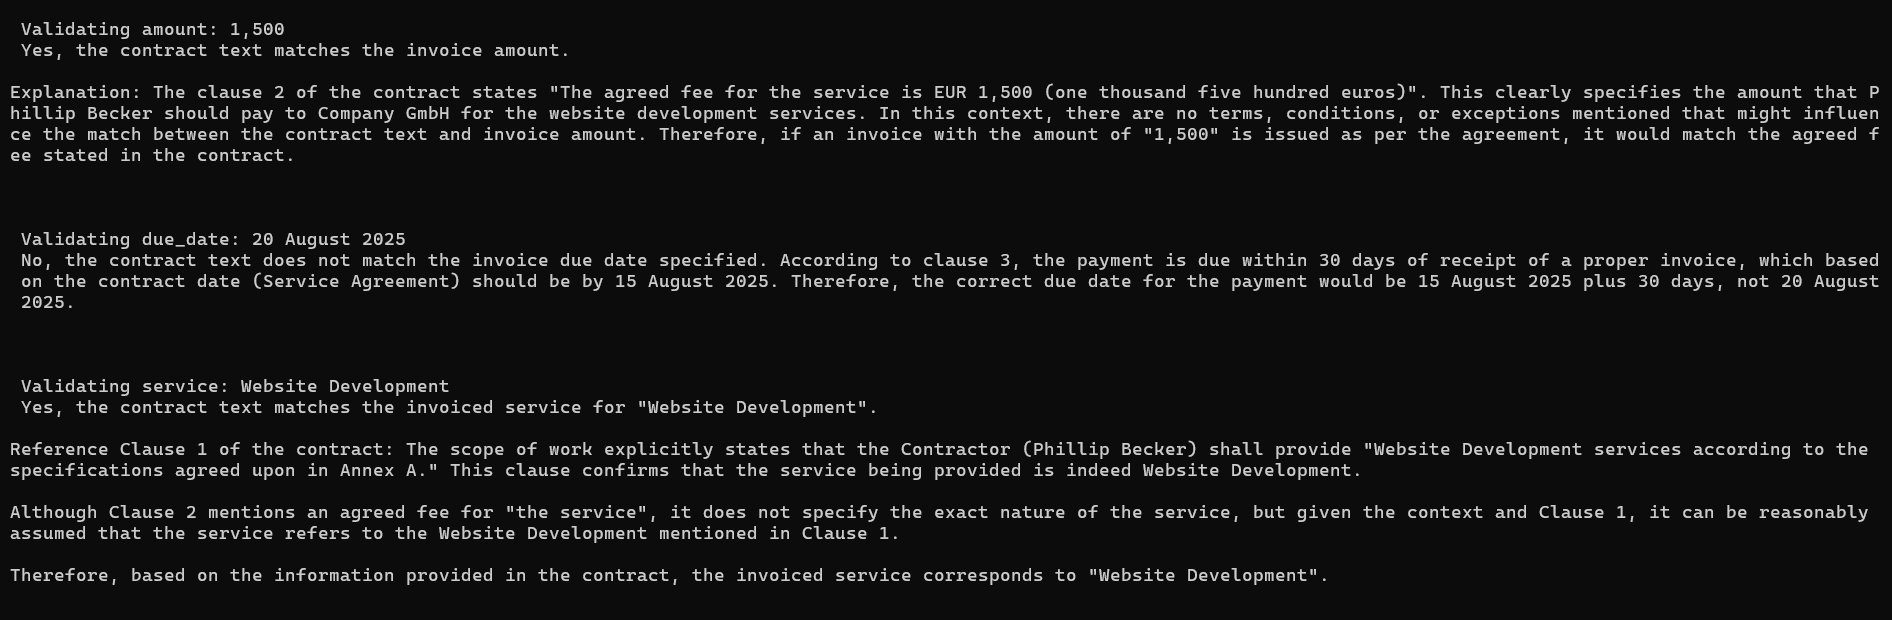 Validating amount: 1,500
Yes, the contract text matches the invoice amount.
Explanation: The clause 2 of the contract states "The agreed fee for the service is EUR 1,500 (one thousand five hundred euros)". This clearly specifies the amount that P
hillip Becker should pay to Company GmbH for the website development services. In this context, there are no terms, conditions, or exceptions mentioned that might influen
ce the match between the contract text and invoice amount. Therefore, if an invoice with the amount of "1,500" is issued as per the agreement, it would match the agreed f
ee stated in the contract.
Validating due_date: 20 August 2025
No, the contract text does not match the invoice due date specified. According to clause 3, the payment is due within 30 days of receipt of a proper invoice, which based
on the contract date (Service Agreement) should be by 15 August 2025. Therefore, the correct due date for the payment would be 15 August 2025 plus 30 days, not 20 August
2025.
Validating service: Website Development
Yes, the contract text matches the invoiced service for "Website Development".
Reference Clause 1 of the contract: The scope of work explicitly states that the Contractor (Phillip Becker) shall provide "Website Development services according to the
specifications agreed upon in Annex A." This clause confirms that the service being provided is indeed Website Development.
Although Clause 2 mentions an agreed fee for "the service", it does not specify the exact nature of the service, but given the context and Clause 1, it can be reasonably
assumed that the service refers to the Website Development mentioned in Clause 1.
Therefore, based on the information provided in the contract, the invoiced service corresponds to "Website Development".